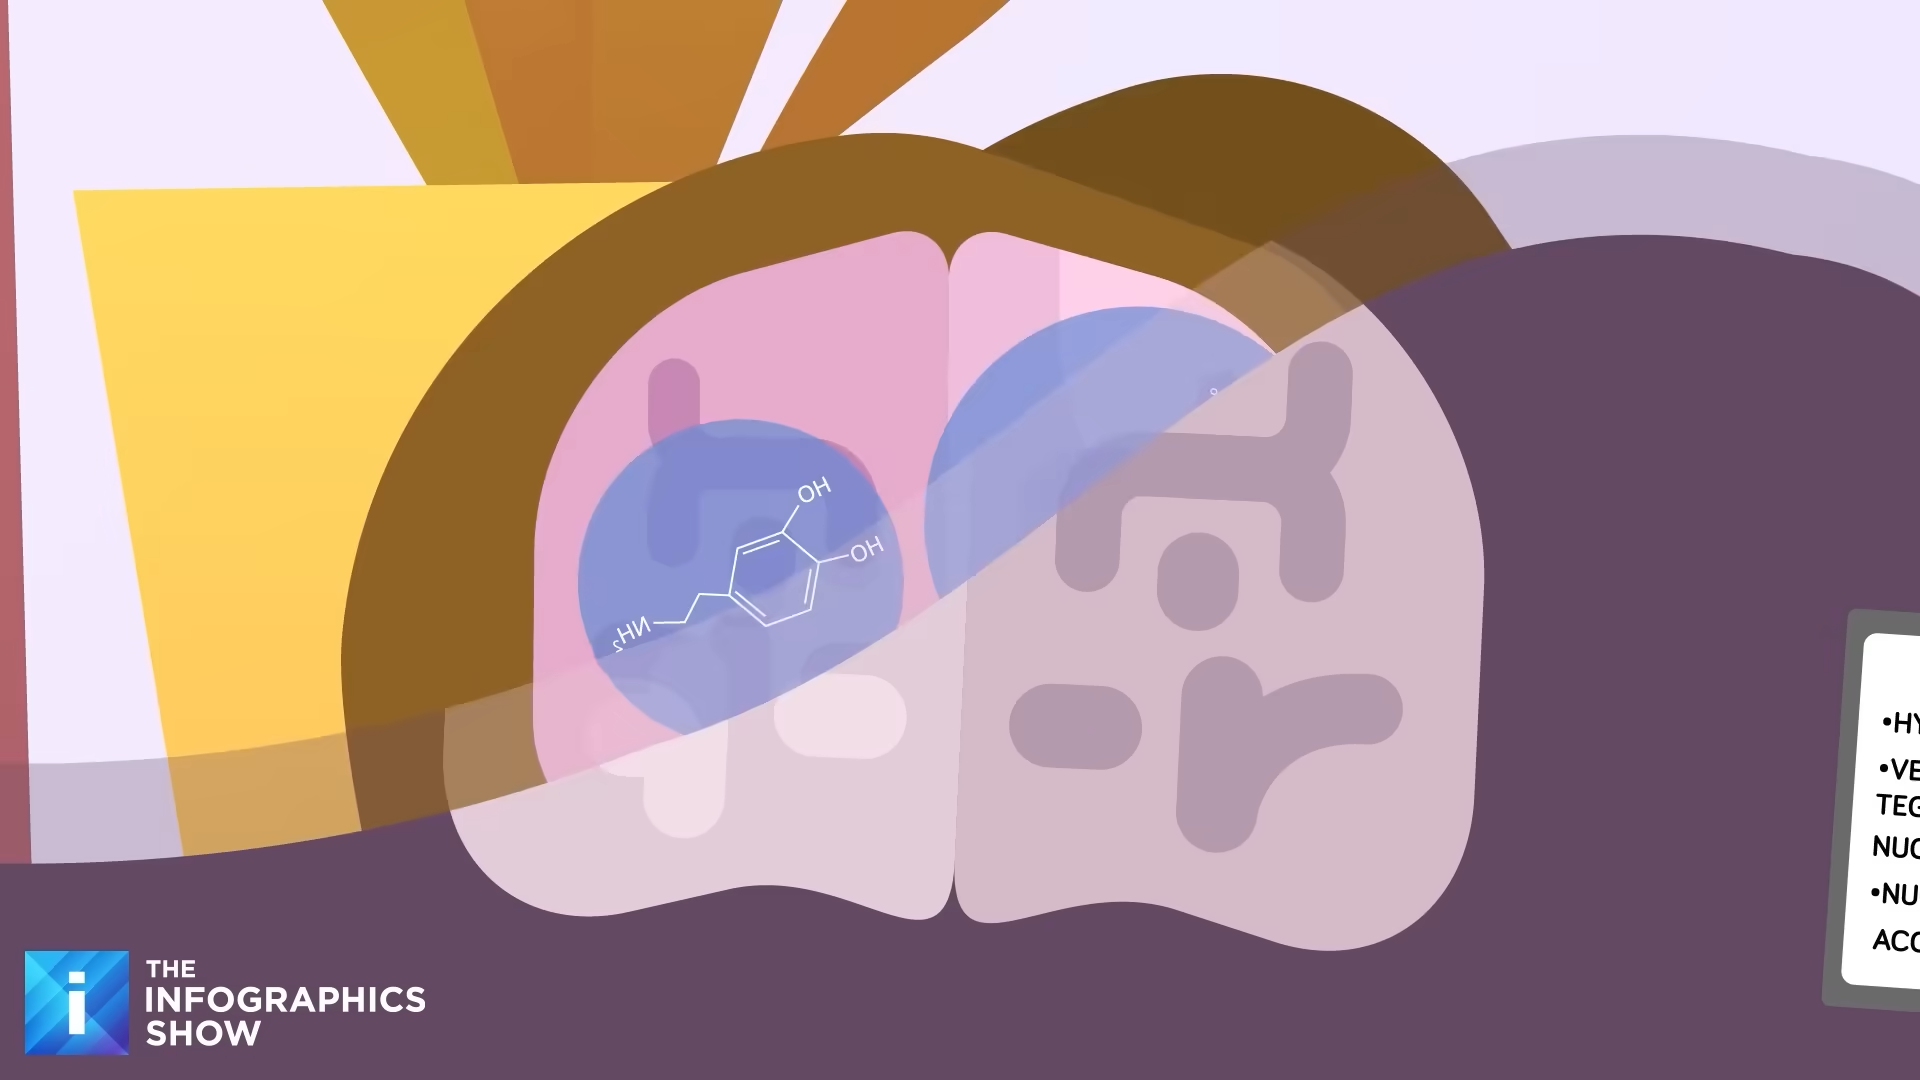 OH
OH
NH₂
•HY
•VE
TEG
NUC
•NU
ACC
THE
INFOGRAPHICS
SHOW